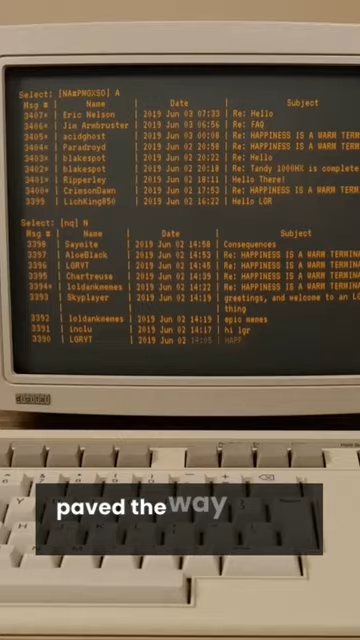 Select: [NAMPWGXSO] A
Msg # | Name | Date | Subject
3407+ | Eric Nelson | 2019 Jun 03 07:33 | Re: Hello
3406+ | Jim Armbruster | 2019 Jun 03 06:56 | Re: FAQ
3405+ | acidghost | 2019 Jun 03 00:08 | Re: HAPPINESS IS A WARM TERM
3404+ | Paradroyd | 2019 Jun 02 20:58 | Re: HAPPINESS IS A WARM TERMI
3403+ | blakespot | 2019 Jun 02 20:22 | Re: Hello
3402+ | blakespot | 2019 Jun 02 20:18 | Re: Tandy 1000HX is complete
3401+ | Ripperley | 2019 Jun 02 18:11 | Hello There!
3400+ | CrimsonDawn | 2019 Jun 02 17:53 | Re: HAPPINESS IS A WARM TERMI
3399 | LichKing850 | 2019 Jun 02 16:22 | Hello LGR
Select: [nq] N
Msg # | Name | Date | Subject
3398 | Saynite | 2019 Jun 02 14:58 | Consequences
3397 | AloeBlack | 2019 Jun 02 14:53 | Re: HAPPINESS IS A WARM TERMI
3396 | LGRYT | 2019 Jun 02 14:45 | Re: HAPPINESS IS A WARM TERMI
3395 | Chartreuse | 2019 Jun 02 14:39 | Re: HAPPINESS IS A WARM TERMI
3394+ | loldankmemes | 2019 Jun 02 14:22 | Re: HAPPINESS IS A WARM TERMINA
3393 | Skyplayer | 2019 Jun 02 14:19 | greetings, and welcome to an LG
| | | thing
3392 | loldankmemes | 2019 Jun 02 14:19 | epic memes
3391 | inclu | 2019 Jun 02 14:17 | hi lgr
3390 | LGRYT | 2019 Jun 02 14:05 | HAPP
paved the way